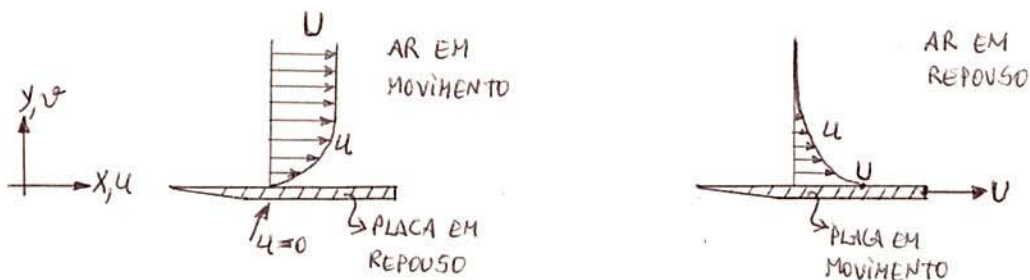 U
AR EM
MOVIMENTO
y,v
u
X,u
u=0
PLACA EM
REPOUSO
AR EM
REPOUSO
u
U
U
PLACA EM
MOVIMENTO